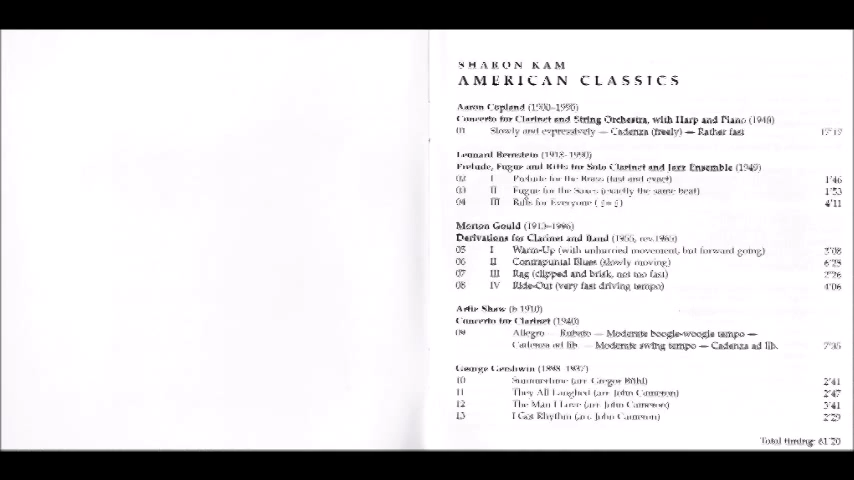 SHARON KAM
AMERICAN CLASSICS
Aaron Copland (1900–1990)
Concerto for Clarinet and String Orchestra, with Harp and Piano (1948)
01 Slowly and expressively — Cadenza (freely) — Rather fast
Leonard Bernstein (1918–1990)
Prelude, Fugue and Riffs for Solo Clarinet and Jazz Ensemble (1949)
02 I Prelude for the Brass (fast and exact) 1'46
03 II Fugue for the Saxes (exactly the same beat) 1'53
04 III Riffs for Everyone 4'11
Morton Gould (1913–1996)
Derivations for Clarinet and Band (1955, rev.1965)
05 I Warm-Up (with unhurried movement, but forward going) 3'08
06 II Contrapuntal Blues (slowly moving) 6'25
07 III Rag (clipped and brisk, not too fast) 2'26
08 IV Ride-Out (very fast driving tempo) 4'06
Artie Shaw (b.1910)
Concerto for Clarinet (1940)
09 Allegro — Rubato — Moderate boogie-woogie tempo —
Cadenza ad lib. — Moderate swing tempo — Cadenza ad lib. 7'35
George Gershwin (1898–1937)
10 Summertime (arr. Gregor Bühl) 2'41
11 They All Laughed (arr. John Cameron) 2'47
12 The Man I Love (arr. John Cameron) 3'41
13 I Got Rhythm (arr. John Cameron) 2'29
Total timing: 61'20